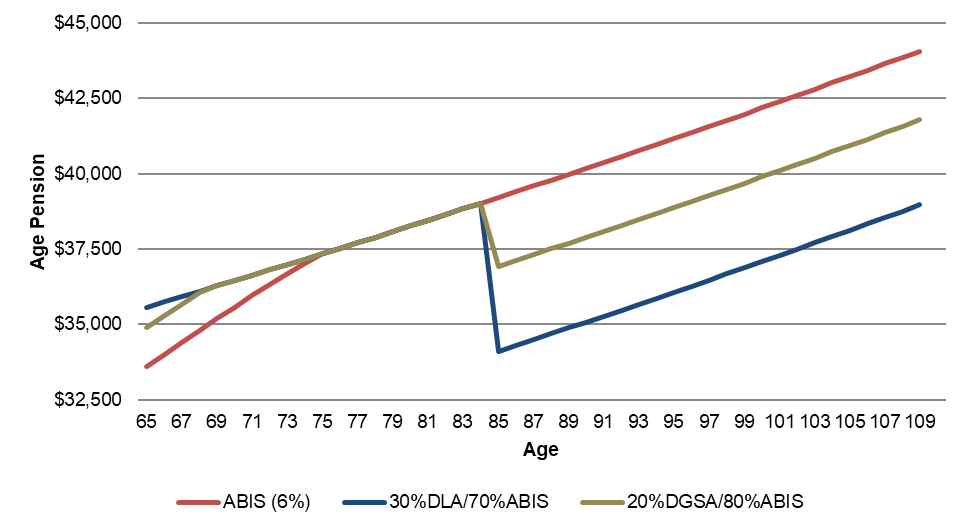 $45,000
$42,500
$40,000
$37,500
$35,000
$32,500
Age Pension
65 67 69 71 73 75 77 79 81 83 85 87 89 91 93 95 97 99 101 103 105 107 109
Age
ABIS (6%) 30%DLA/70%ABIS 20%DGSA/80%ABIS